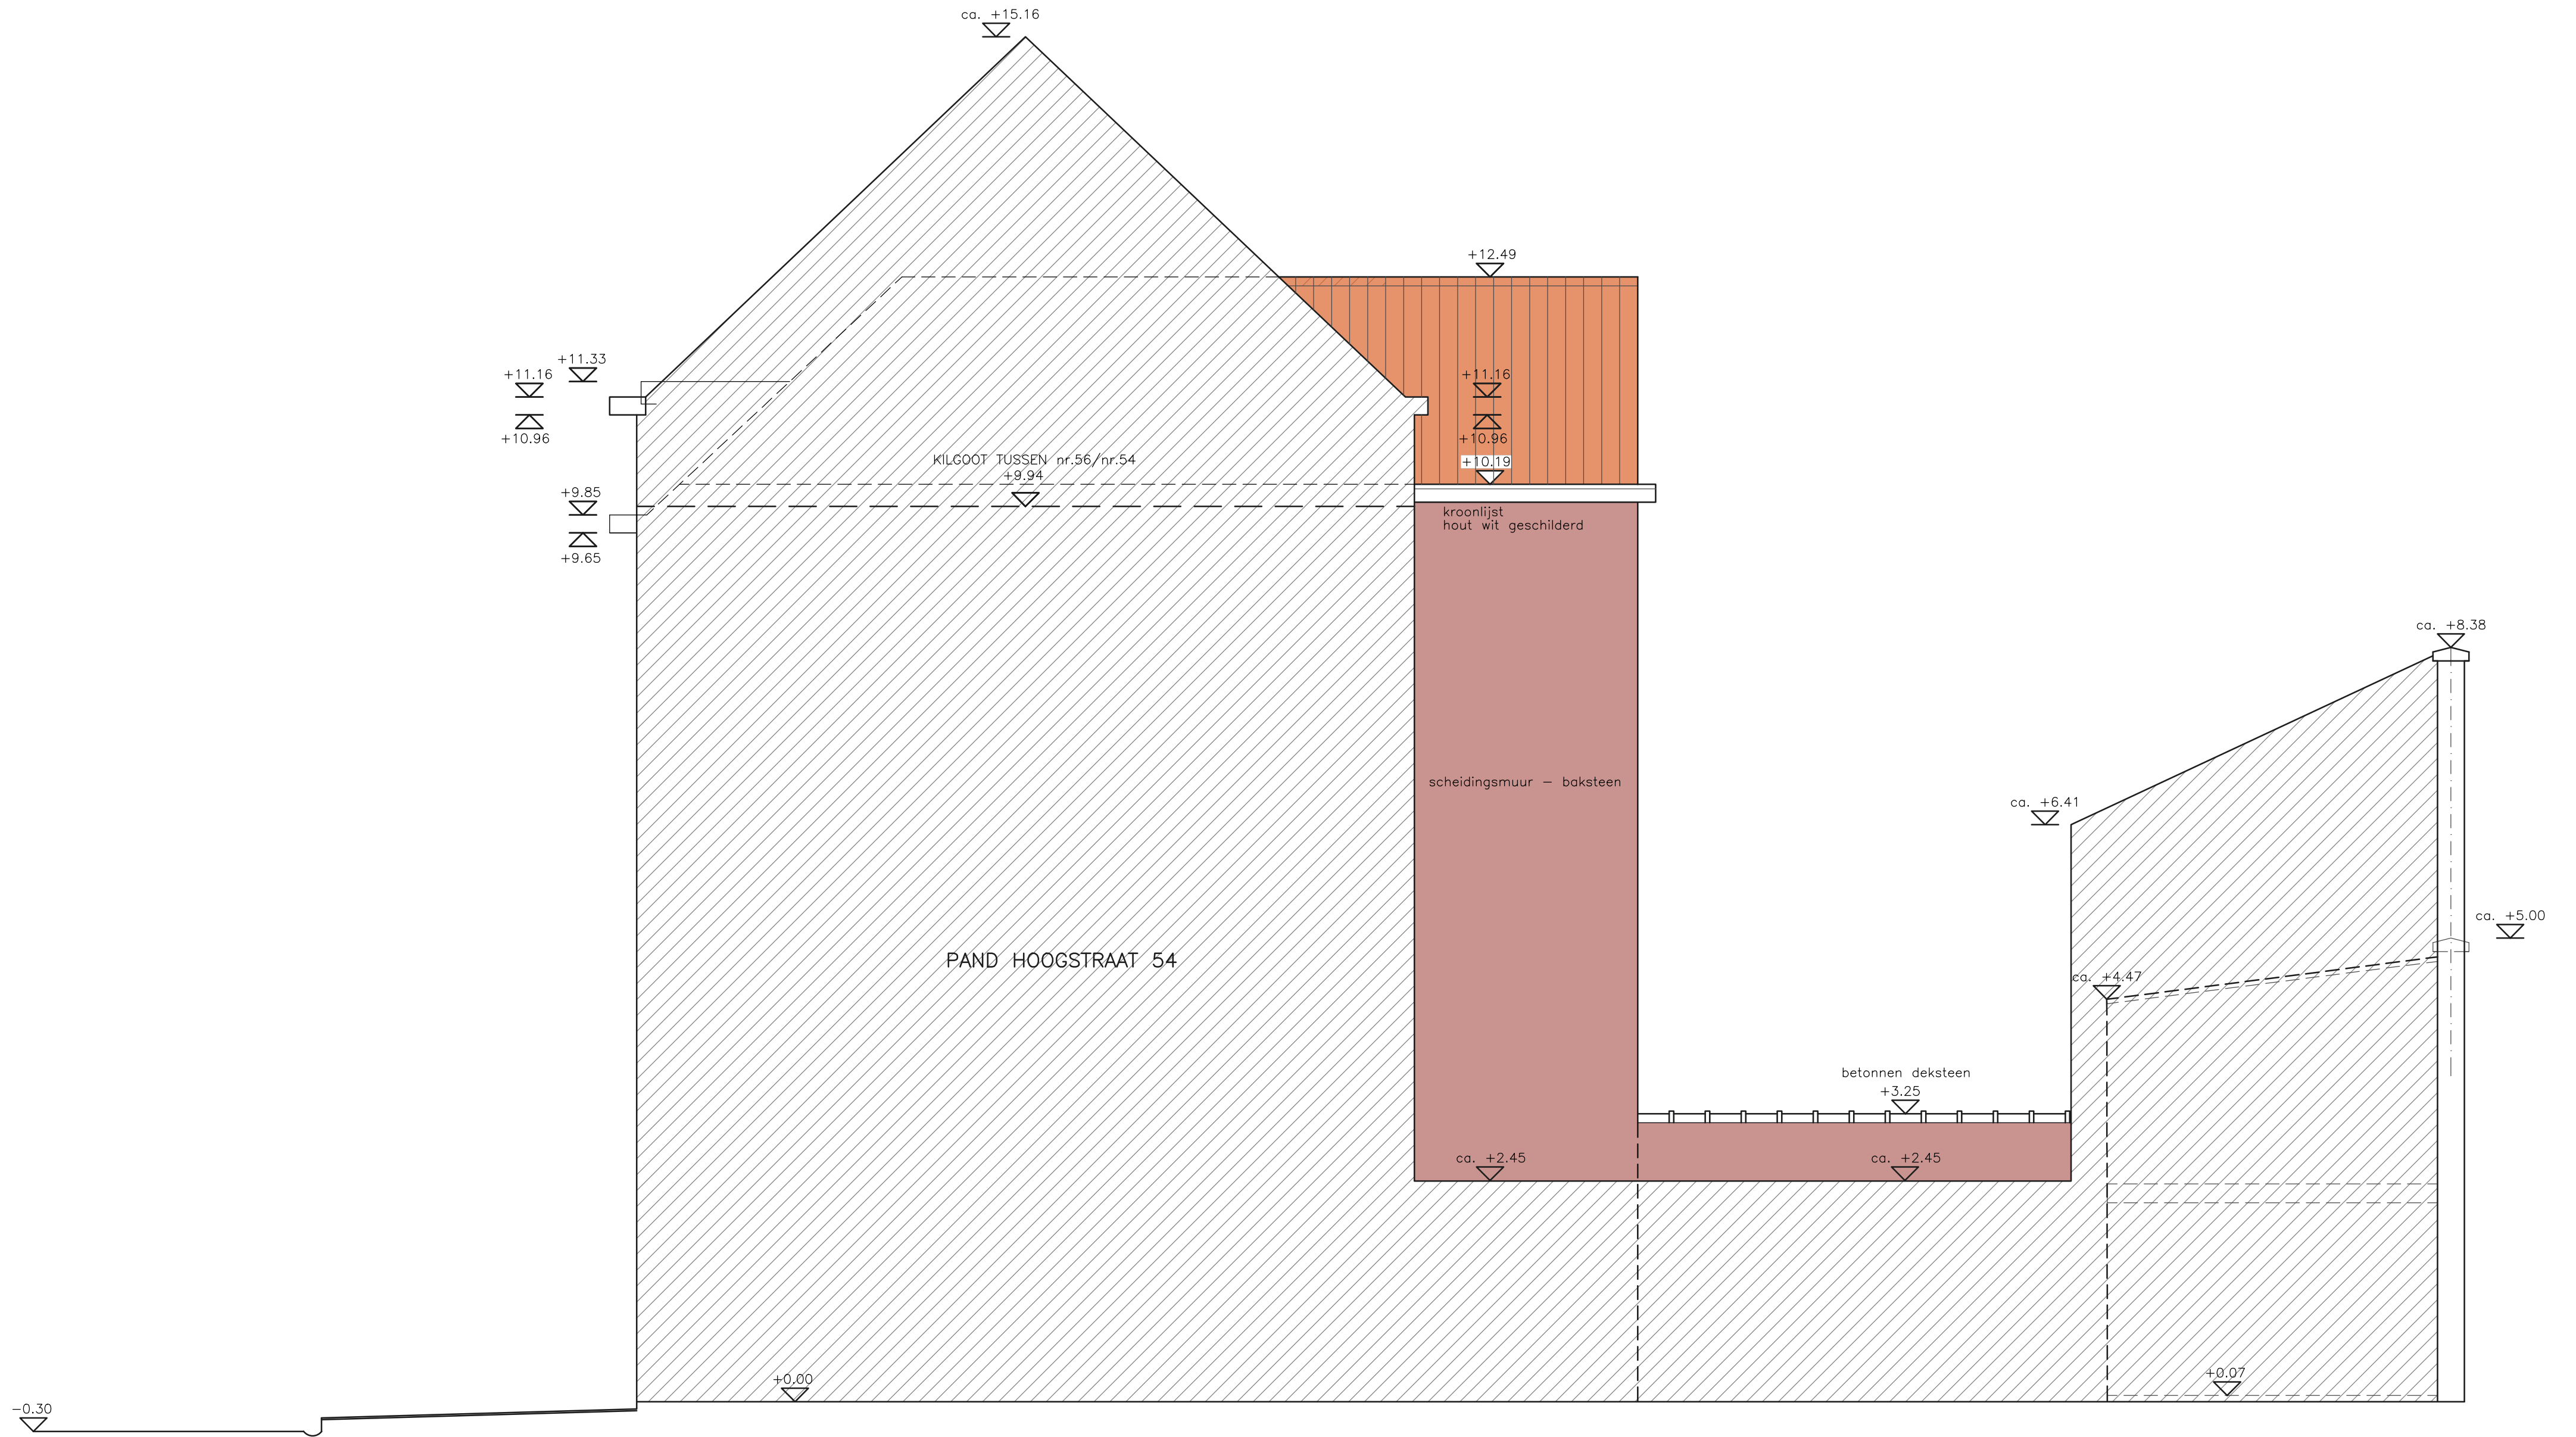 ca. +15.16
+12.49
+11.33
+11.16
+11.16
+10.96
+10.96
KILGOOT TUSSEN nr.56/nr.54
+9.94
+10.19
+9.85
kroonlijst
hout wit geschilderd
+9.65
ca. +8.38
scheidingsmuur – baksteen
ca. +6.41
ca. +5.00
PAND HOOGSTRAAT 54
ca. +4.47
betonnen deksteen
+3.25
ca. +2.45
ca. +2.45
+0.07
+0.00
−0.30